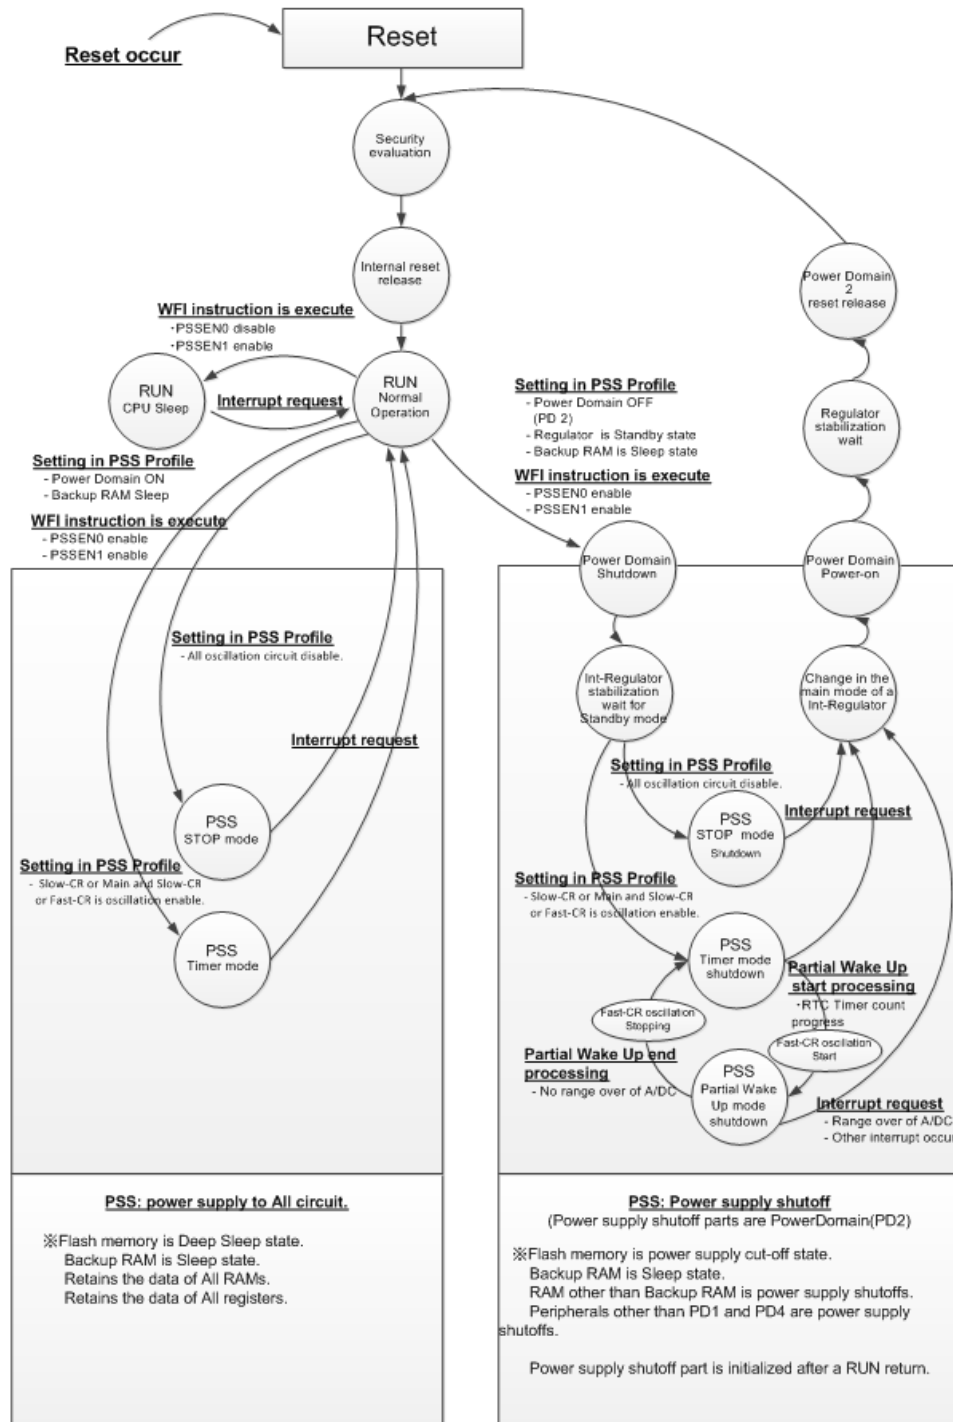 Reset
Reset occur
Security
evaluation
Internal reset
release
Power Domain
2
reset release
WFI instruction is execute
・PSSEN0 disable
・PSSEN1 enable
RUN
CPU Sleep
Interrupt request
RUN
Normal
Operation
Setting in PSS Profile
- Power Domain OFF
(PD 2)
- Regulator is Standby state
- Backup RAM is Sleep state
WFI instruction is execute
- PSSEN0 enable
- PSSEN1 enable
Regulator
stabilization
wait
Setting in PSS Profile
- Power Domain ON
- Backup RAM Sleep
WFI instruction is execute
- PSSEN0 enable
- PSSEN1 enable
Power Domain
Shutdown
Power Domain
Power-on
Setting in PSS Profile
- All oscillation circuit disable.
Int-Regulator
stabilization
wait for
Standby mode
Change in the
main mode of a
Int-Regulator
Interrupt request
Setting in PSS Profile
- All oscillation circuit disable.
PSS
STOP mode
PSS
STOP mode
Shutdown
Interrupt request
Setting in PSS Profile
- Slow-CR or Main and Slow-CR
or Fast-CR is oscillation enable.
Setting in PSS Profile
- Slow-CR or Main and Slow-CR
or Fast-CR is oscillation enable.
PSS
Timer mode
PSS
Timer mode
shutdown
Partial Wake Up
start processing
・RTC Timer count
progress
Fast-CR oscillation
Stopping
Fast-CR oscillation
Start
Partial Wake Up end
processing
- No range over of A/DC
PSS
Partial Wake
Up mode
shutdown
Interrupt request
- Range over of A/DC
- Other interrupt occur
PSS: power supply to All circuit.
※Flash memory is Deep Sleep state.
Backup RAM is Sleep state.
Retains the data of All RAMs.
Retains the data of All registers.
PSS: Power supply shutoff
(Power supply shutoff parts are PowerDomain(PD2)
※Flash memory is power supply cut-off state.
Backup RAM is Sleep state.
RAM other than Backup RAM is power supply shutoffs.
Peripherals other than PD1 and PD4 are power supply
shutoffs.
Power supply shutoff part is initialized after a RUN return.